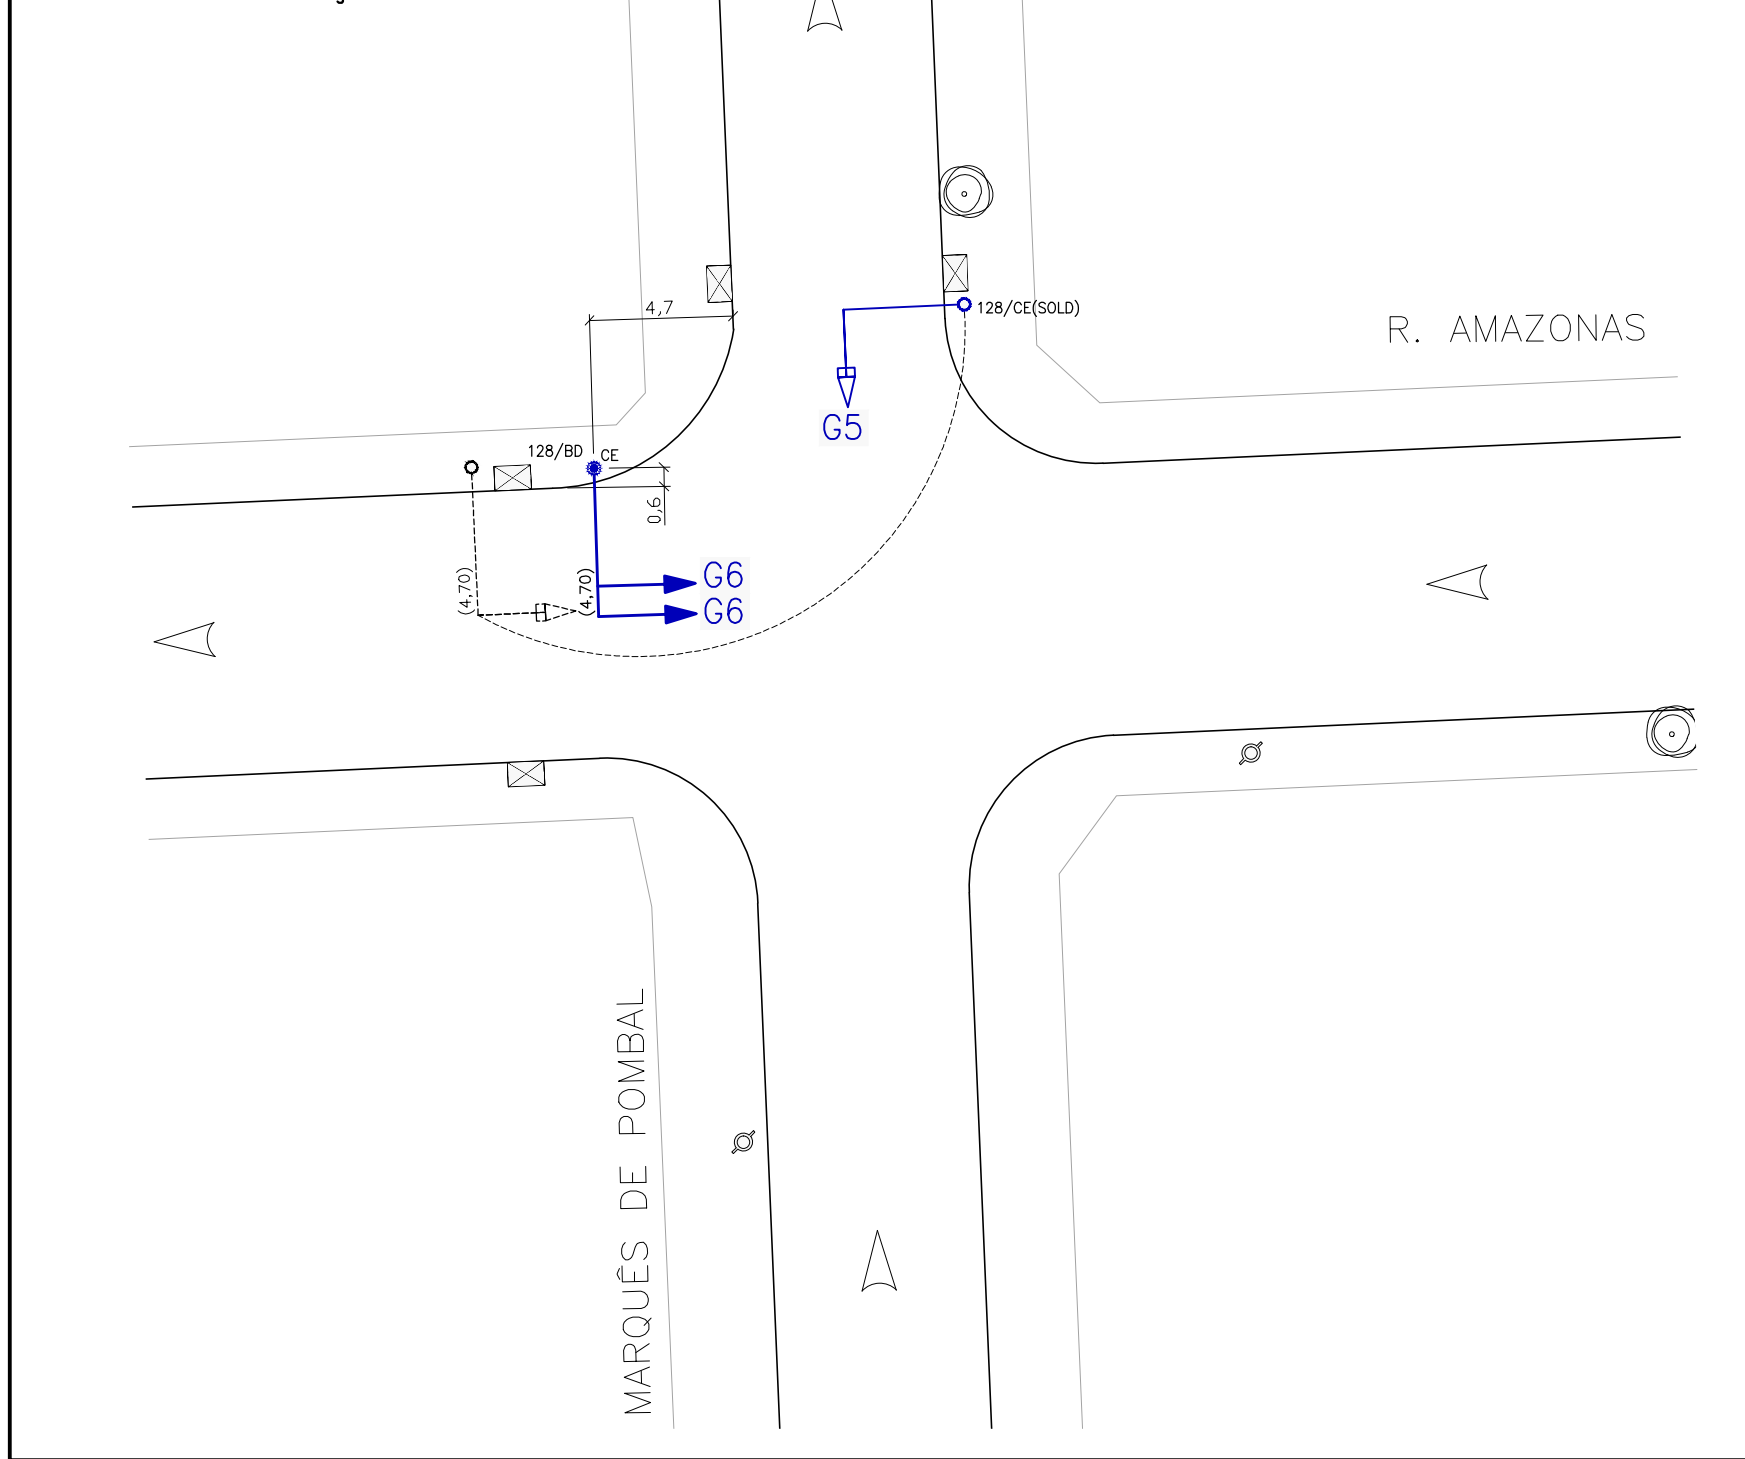 4,7
128/CE(SOLD)
R. AMAZONAS
G5
128/BD
CE
0,6
(4,70)
(4,70)
G6
G6
MARQUÊS DE POMBAL